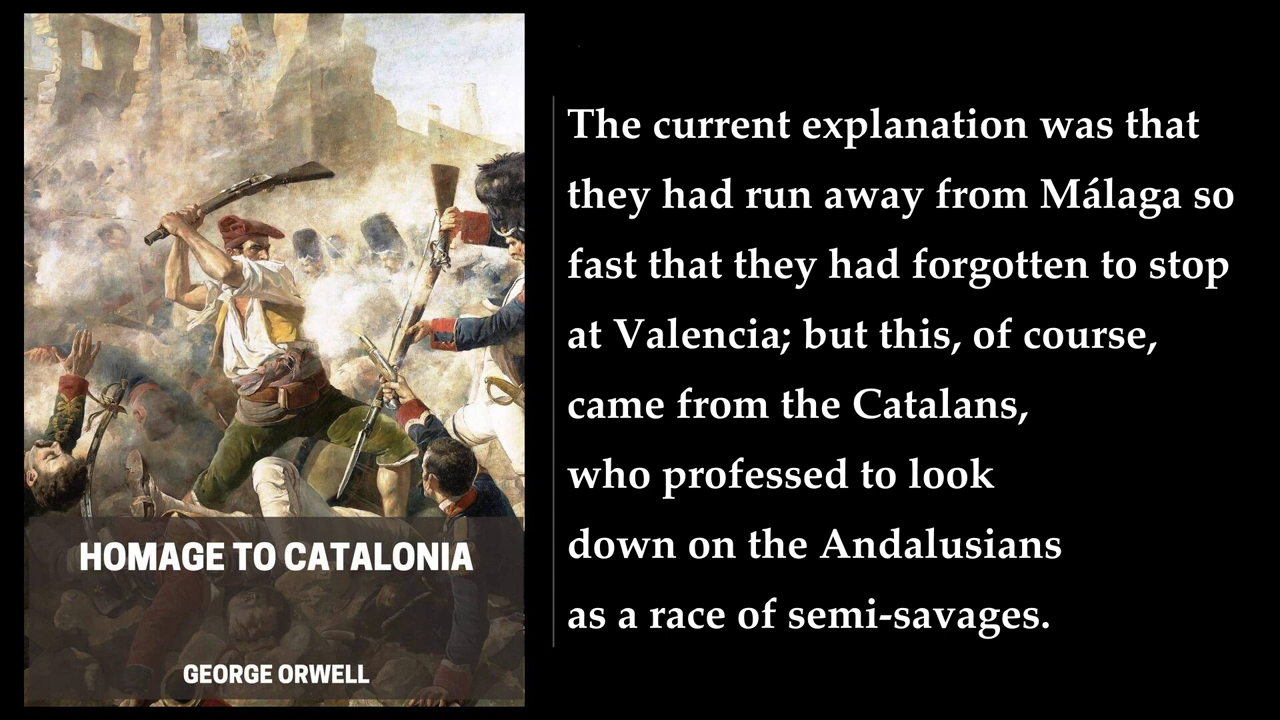 HOMAGE TO CATALONIA
GEORGE ORWELL
The current explanation was that
they had run away from Málaga so
fast that they had forgotten to stop
at Valencia; but this, of course,
came from the Catalans,
who professed to look
down on the Andalusians
as a race of semi-savages.